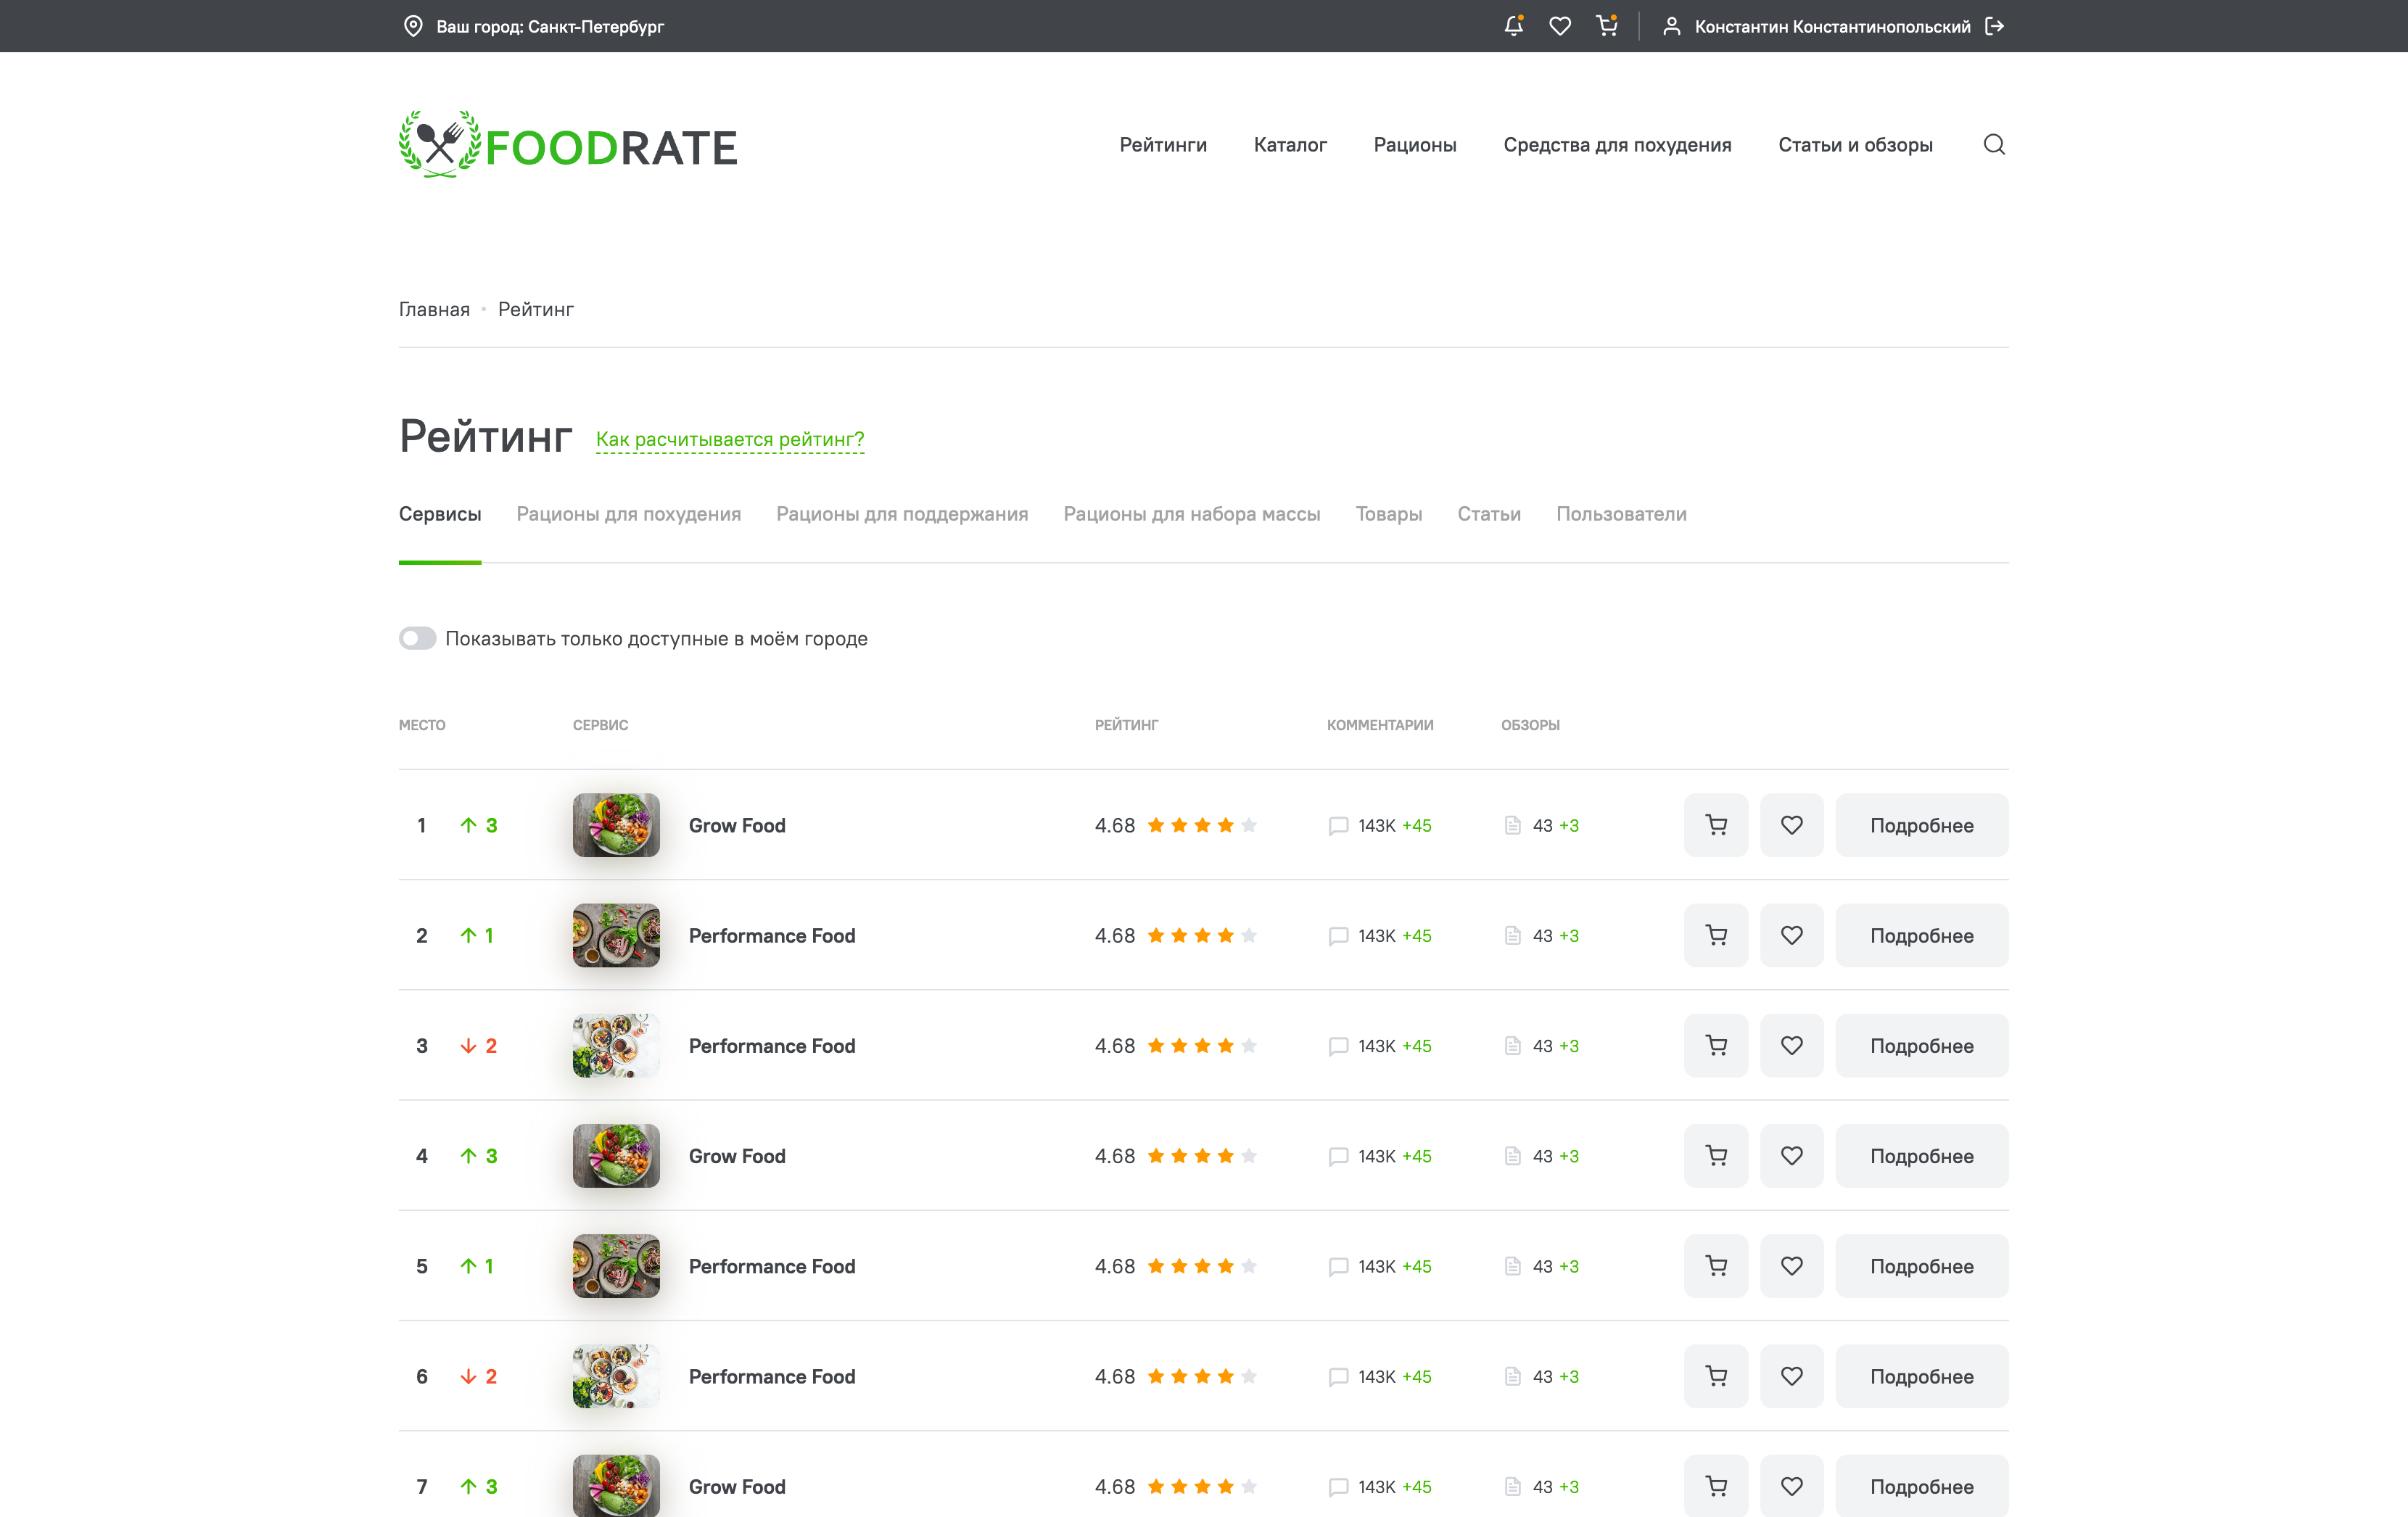 Ваш город: Санкт-Петербург
Константин Константинопольский
FOODRATE
Рейтинги Каталог Рационы Средства для похудения Статьи и обзоры
Главная • Рейтинг
Рейтинг Как расчитывается рейтинг?
Сервисы Рационы для похудения Рационы для поддержания Рационы для набора массы Товары Статьи Пользователи
Показывать только доступные в моём городе
МЕСТО СЕРВИС РЕЙТИНГ КОММЕНТАРИИ ОБЗОРЫ
1 ↑ 3 Grow Food 4.68 143K +45 43 +3 Подробнее
2 ↑ 1 Performance Food 4.68 143K +45 43 +3 Подробнее
3 ↓ 2 Performance Food 4.68 143K +45 43 +3 Подробнее
4 ↑ 3 Grow Food 4.68 143K +45 43 +3 Подробнее
5 ↑ 1 Performance Food 4.68 143K +45 43 +3 Подробнее
6 ↓ 2 Performance Food 4.68 143K +45 43 +3 Подробнее
7 ↑ 3 Grow Food 4.68 143K +45 43 +3 Подробнее